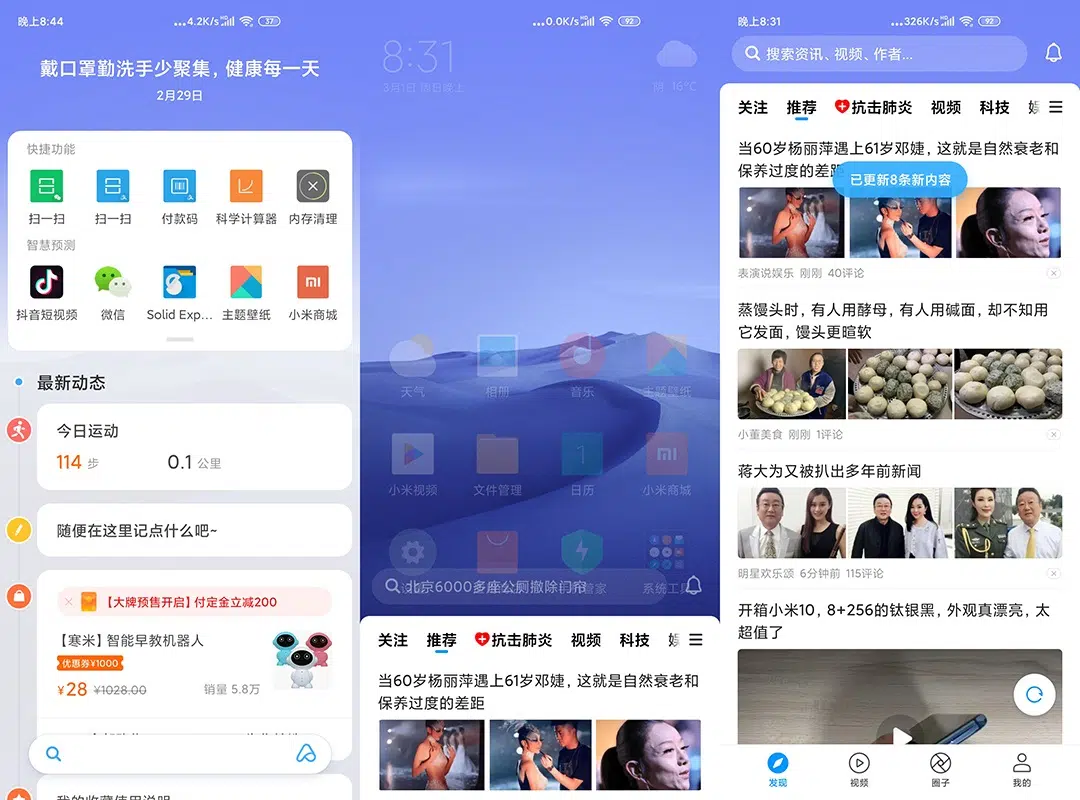 晚上8:44
...4.2K/s
37
戴口罩勤洗手少聚集，健康每一天
2月29日
快捷功能
扫一扫
扫一扫
付款码
科学计算器
内存清理
智慧预测
抖音短视频
微信
Solid Exp...
主题壁纸
小米商城
最新动态
今日运动
114 步
0.1 公里
随便在这里记点什么吧~
【大牌预售开启】付定金立减200
【寒米】智能早教机器人
优惠券¥1000
¥28 ¥1028.00
销量 5.8万
我的收藏使用说明
...0.0K/s
92
8:31
阴 16℃
天气
相册
音乐
主题壁纸
小米视频
文件管理
日历
小米商城
北京6000多座公厕撤除门帘
系统工具
关注
推荐
抗击肺炎
视频
科技
当60岁杨丽萍遇上61岁邓婕，这就是自然衰老和
保养过度的差距
晚上8:31
...326K/s
92
搜索资讯、视频、作者...
关注
推荐
抗击肺炎
视频
科技
当60岁杨丽萍遇上61岁邓婕，这就是自然衰老和
保养过度的差距
已更新8条新内容
表演说娱乐 刚刚 40评论
蒸馒头时，有人用酵母，有人用碱面，却不知用
它发面，馒头更暄软
小董美食 刚刚 1评论
蒋大为又被扒出多年前新闻
明星欢乐颂 6分钟前 115评论
开箱小米10，8+256的钛银黑，外观真漂亮，太
超值了
发现
视频
圈子
我的